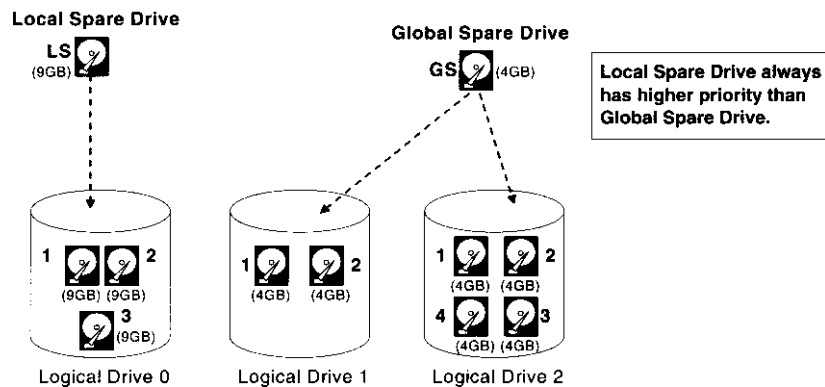 Local Spare Drive
LS
(9GB)
Global Spare Drive
GS
(4GB)
Local Spare Drive always
has higher priority than
Global Spare Drive.
1
2
(9GB) (9GB)
3
(9GB)
Logical Drive 0
1
2
(4GB)
(4GB)
Logical Drive 1
1
2
(4GB)
(4GB)
4
3
(4GB) (4GB)
Logical Drive 2